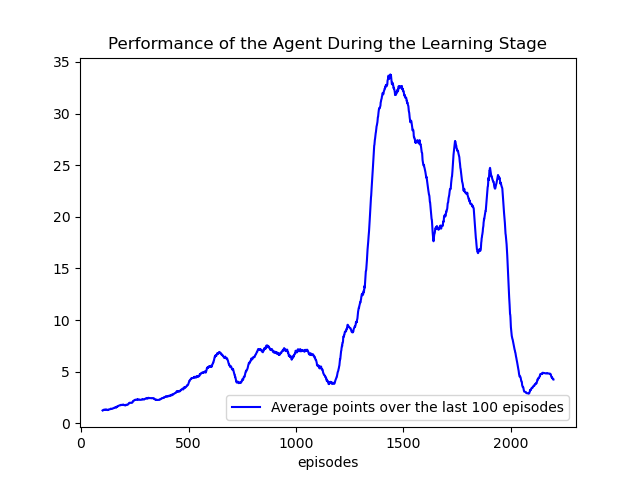 Performance of the Agent During the Learning Stage
35
30
25
20
15
10
5
0
Average points over the last 100 episodes
0 500 1000 1500 2000
episodes